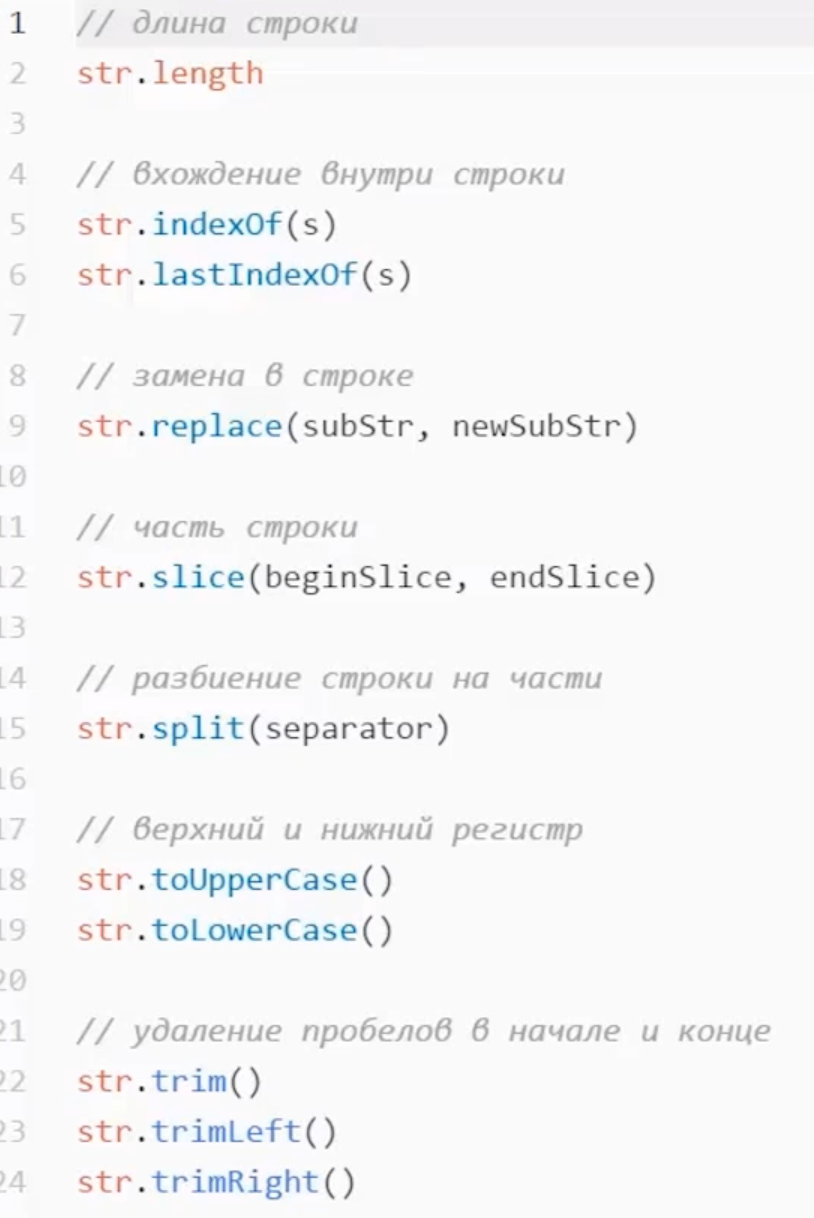 1 // длина строки
2 str.length
3
4 // вхождение внутри строки
5 str.indexOf(s)
6 str.lastIndexOf(s)
7
8 // замена в строке
9 str.replace(subStr, newSubStr)
10
11 // часть строки
12 str.slice(beginSlice, endSlice)
13
14 // разбиение строки на части
15 str.split(separator)
16
17 // верхний и нижний регистр
18 str.toUpperCase()
19 str.toLowerCase()
20
21 // удаление пробелов в начале и конце
22 str.trim()
23 str.trimLeft()
24 str.trimRight()